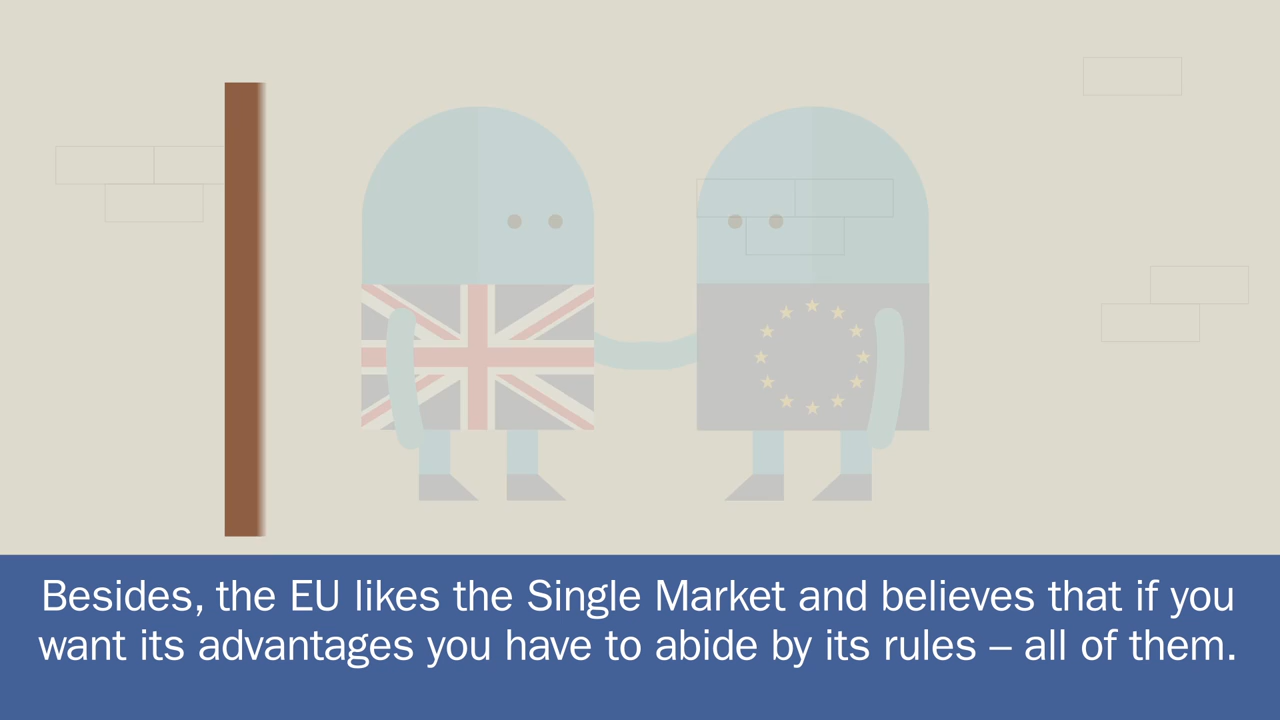 Besides, the EU likes the Single Market and believes that if you
want its advantages you have to abide by its rules – all of them.